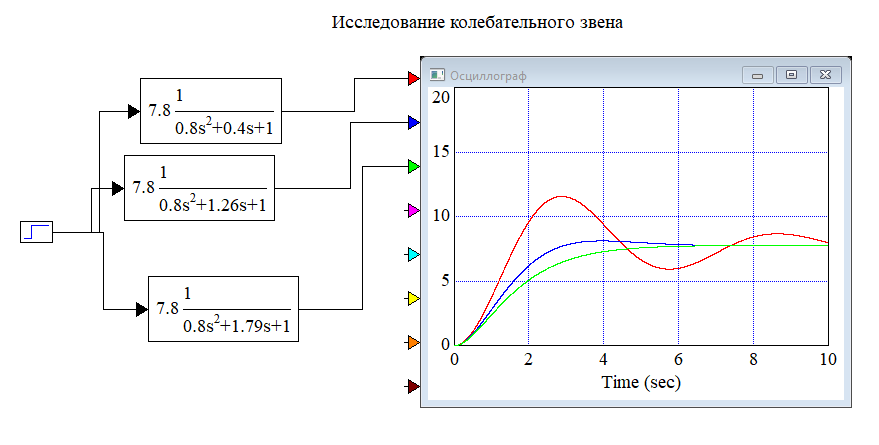 Исследование колебательного звена
7.8 1
0.8s²+0.4s+1
7.8 1
0.8s²+1.26s+1
7.8 1
0.8s²+1.79s+1
Осциллограф
20
15
10
5
0
0 2 4 6 8 10
Time (sec)